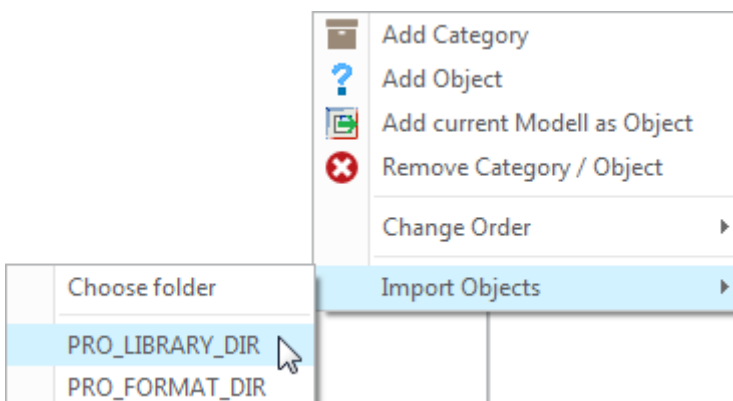 Add Category
Add Object
Add current Modell as Object
Remove Category / Object
Change Order
Import Objects
Choose folder
PRO_LIBRARY_DIR
PRO_FORMAT_DIR